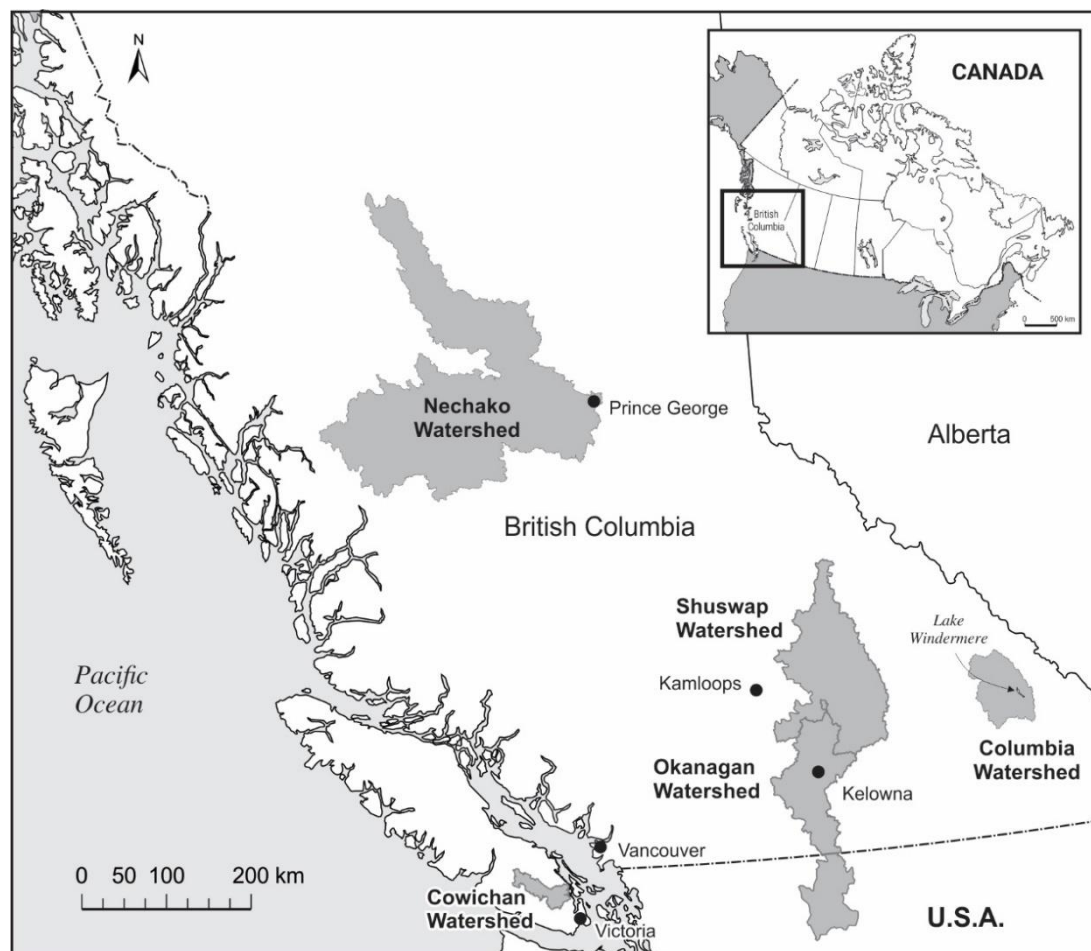 N
CANADA
British
Columbia
0 500 km
Nechako
Watershed
Prince George
Alberta
British Columbia
Shuswap
Watershed
Lake
Windermere
Kamloops
Pacific
Ocean
Columbia
Watershed
Okanagan
Watershed
Kelowna
Vancouver
0 50 100 200 km
Cowichan
Watershed
Victoria
U.S.A.